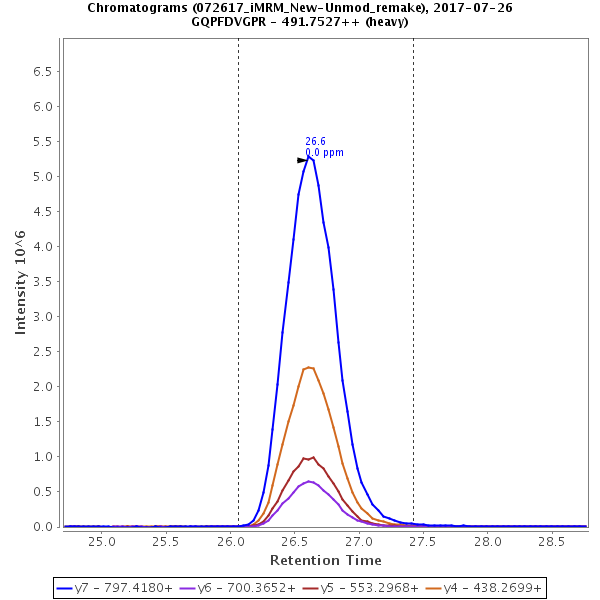 Chromatograms (072617_iMRM_New-Unmod_remake), 2017-07-26
GQPFDVGPR - 491.7527++ (heavy)
6.5
6.0
5.5
5.0
4.5
4.0
3.5
3.0
2.5
2.0
1.5
1.0
0.5
0.0
Intensity 10^6
26.6
0.0 ppm
25.0 25.5 26.0 26.5 27.0 27.5 28.0 28.5
Retention Time
y7 - 797.4180+ y6 - 700.3652+ y5 - 553.2968+ y4 - 438.2699+